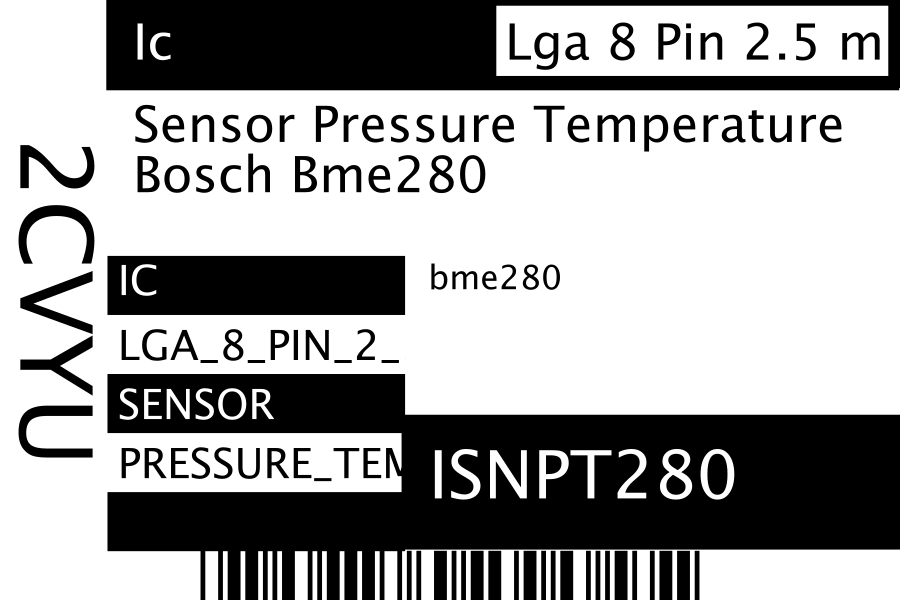 Ic
Lga 8 Pin 2.5 m
Sensor Pressure Temperature
Bosch Bme280
2CVYU
IC
bme280
LGA_8_PIN_2_
SENSOR
PRESSURE_TEM
ISNPT280